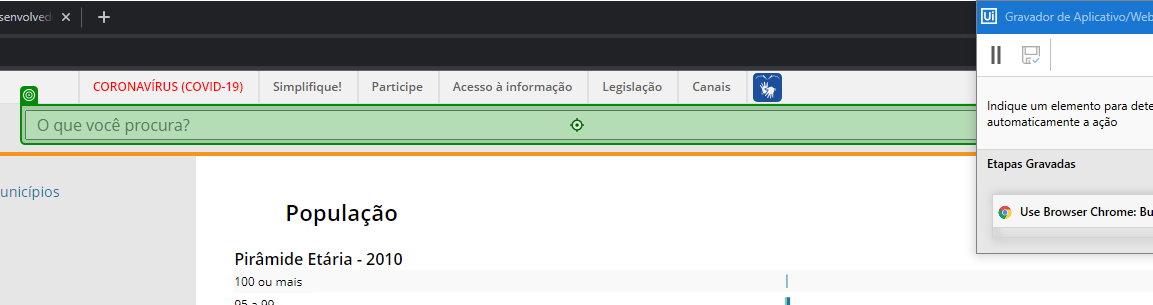 senvolved
Ui Gravador de Aplicativo/Web
CORONAVÍRUS (COVID-19) Simplifique! Participe Acesso à informação Legislação Canais
O que você procura?
Indique um elemento para dete
automaticamente a ação
Etapas Gravadas
unicípios
Use Browser Chrome: Bu
População
Pirâmide Etária - 2010
100 ou mais
95 a 99